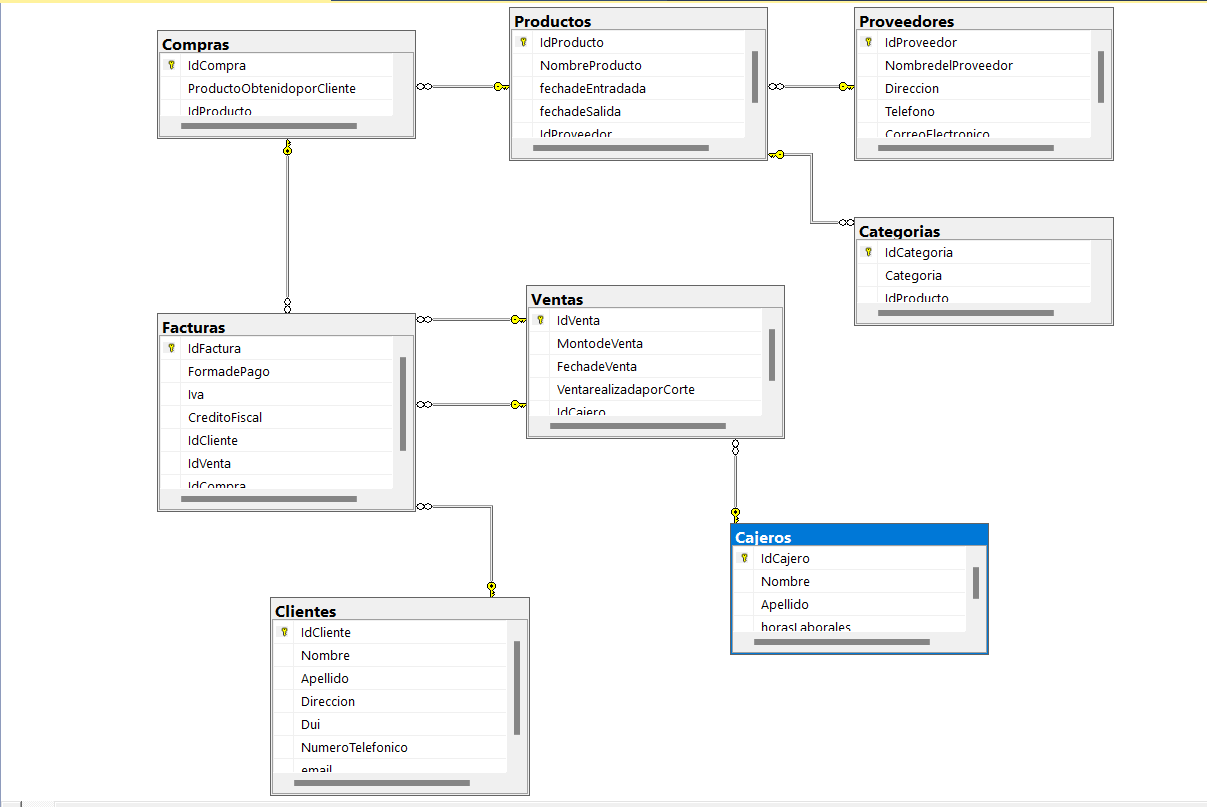 Compras
IdCompra
ProductoObtenidoporCliente
IdProducto
Productos
IdProducto
NombreProducto
fechadeEntradada
fechadeSalida
IdProveedor
Proveedores
IdProveedor
NombredelProveedor
Direccion
Telefono
CorreoElectronico
Categorias
IdCategoria
Categoria
IdProducto
Facturas
IdFactura
FormadePago
Iva
CreditoFiscal
IdCliente
IdVenta
IdCompra
Ventas
IdVenta
MontodeVenta
FechadeVenta
VentarealizadaporCorte
IdCajero
Cajeros
IdCajero
Nombre
Apellido
horasLaborales
Clientes
IdCliente
Nombre
Apellido
Direccion
Dui
NumeroTelefonico
email